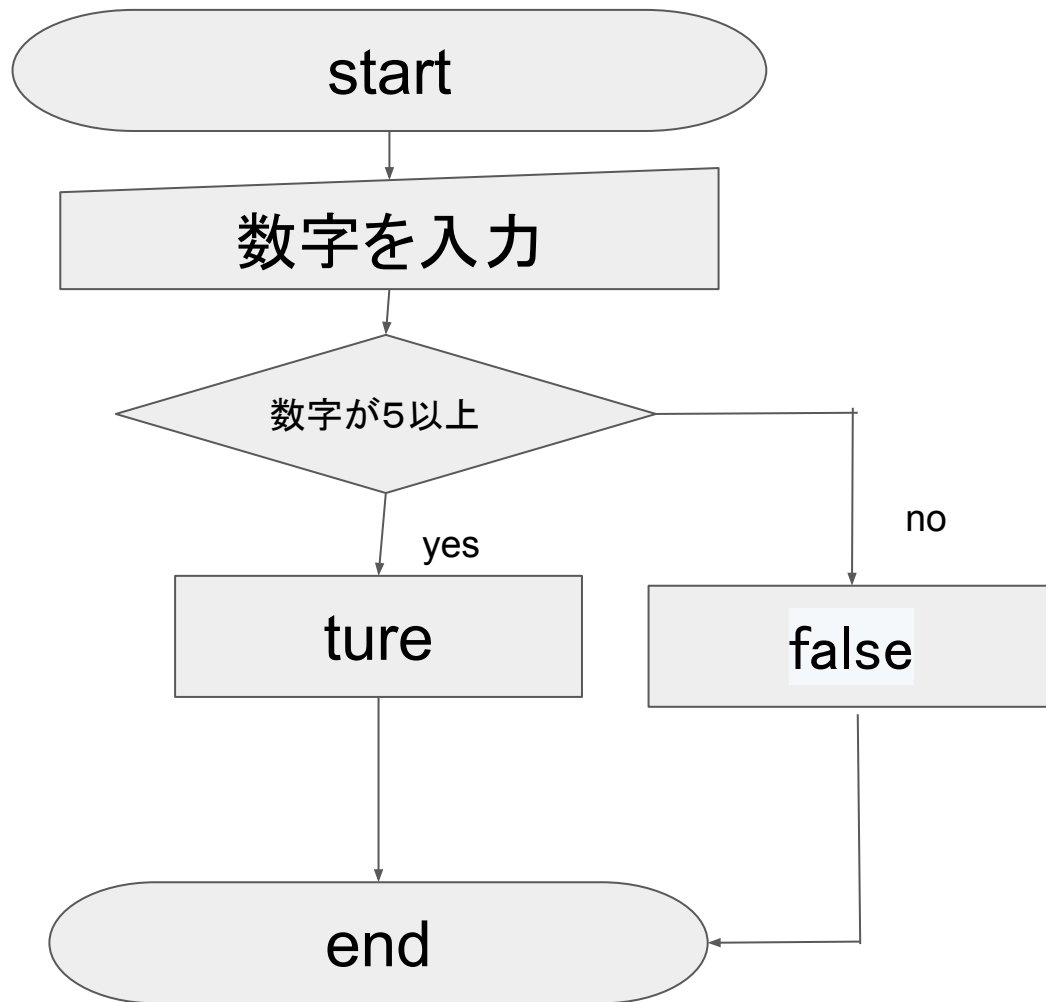 start
数字を入力
数字が５以上
yes
no
ture
false
end